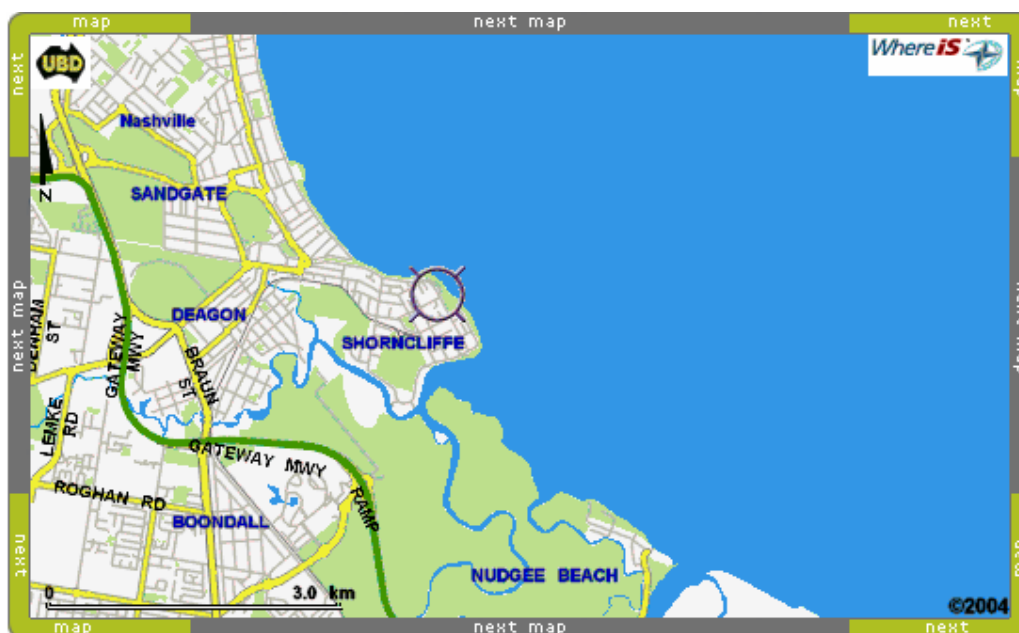 map
next map
next
next
UBD
WhereiS
Nashville
N
SANDGATE
next map
DEAGON
SHORNCLIFFE
DENHAM
ST
GATEWAY
MWY
BRAUN
ST
LEMKE
RD
GATEWAY MWY
ROGHAN RD
RAMP
BOONDALL
NUDGEE BEACH
next
0 3.0 km
©2004
map
map
next map
next